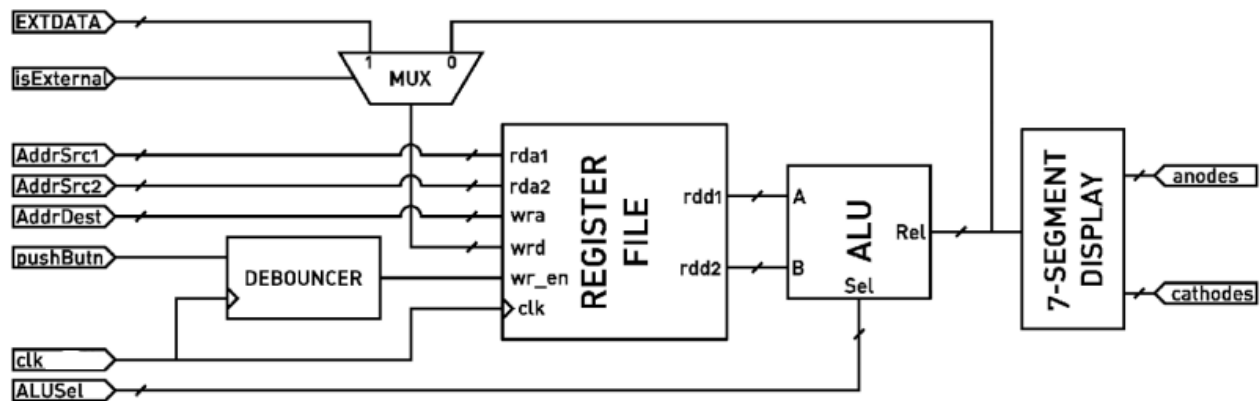 EXTDATA
isExternal
1
0
MUX
AddrSrc1
AddrSrc2
AddrDest
pushButn
clk
ALUSel
DEBOUNCER
rda1
rda2
wra
wrd
wr_en
clk
REGISTER
FILE
rdd1
rdd2
A
B
ALU
Sel
Rel
7-SEGMENT
DISPLAY
anodes
cathodes